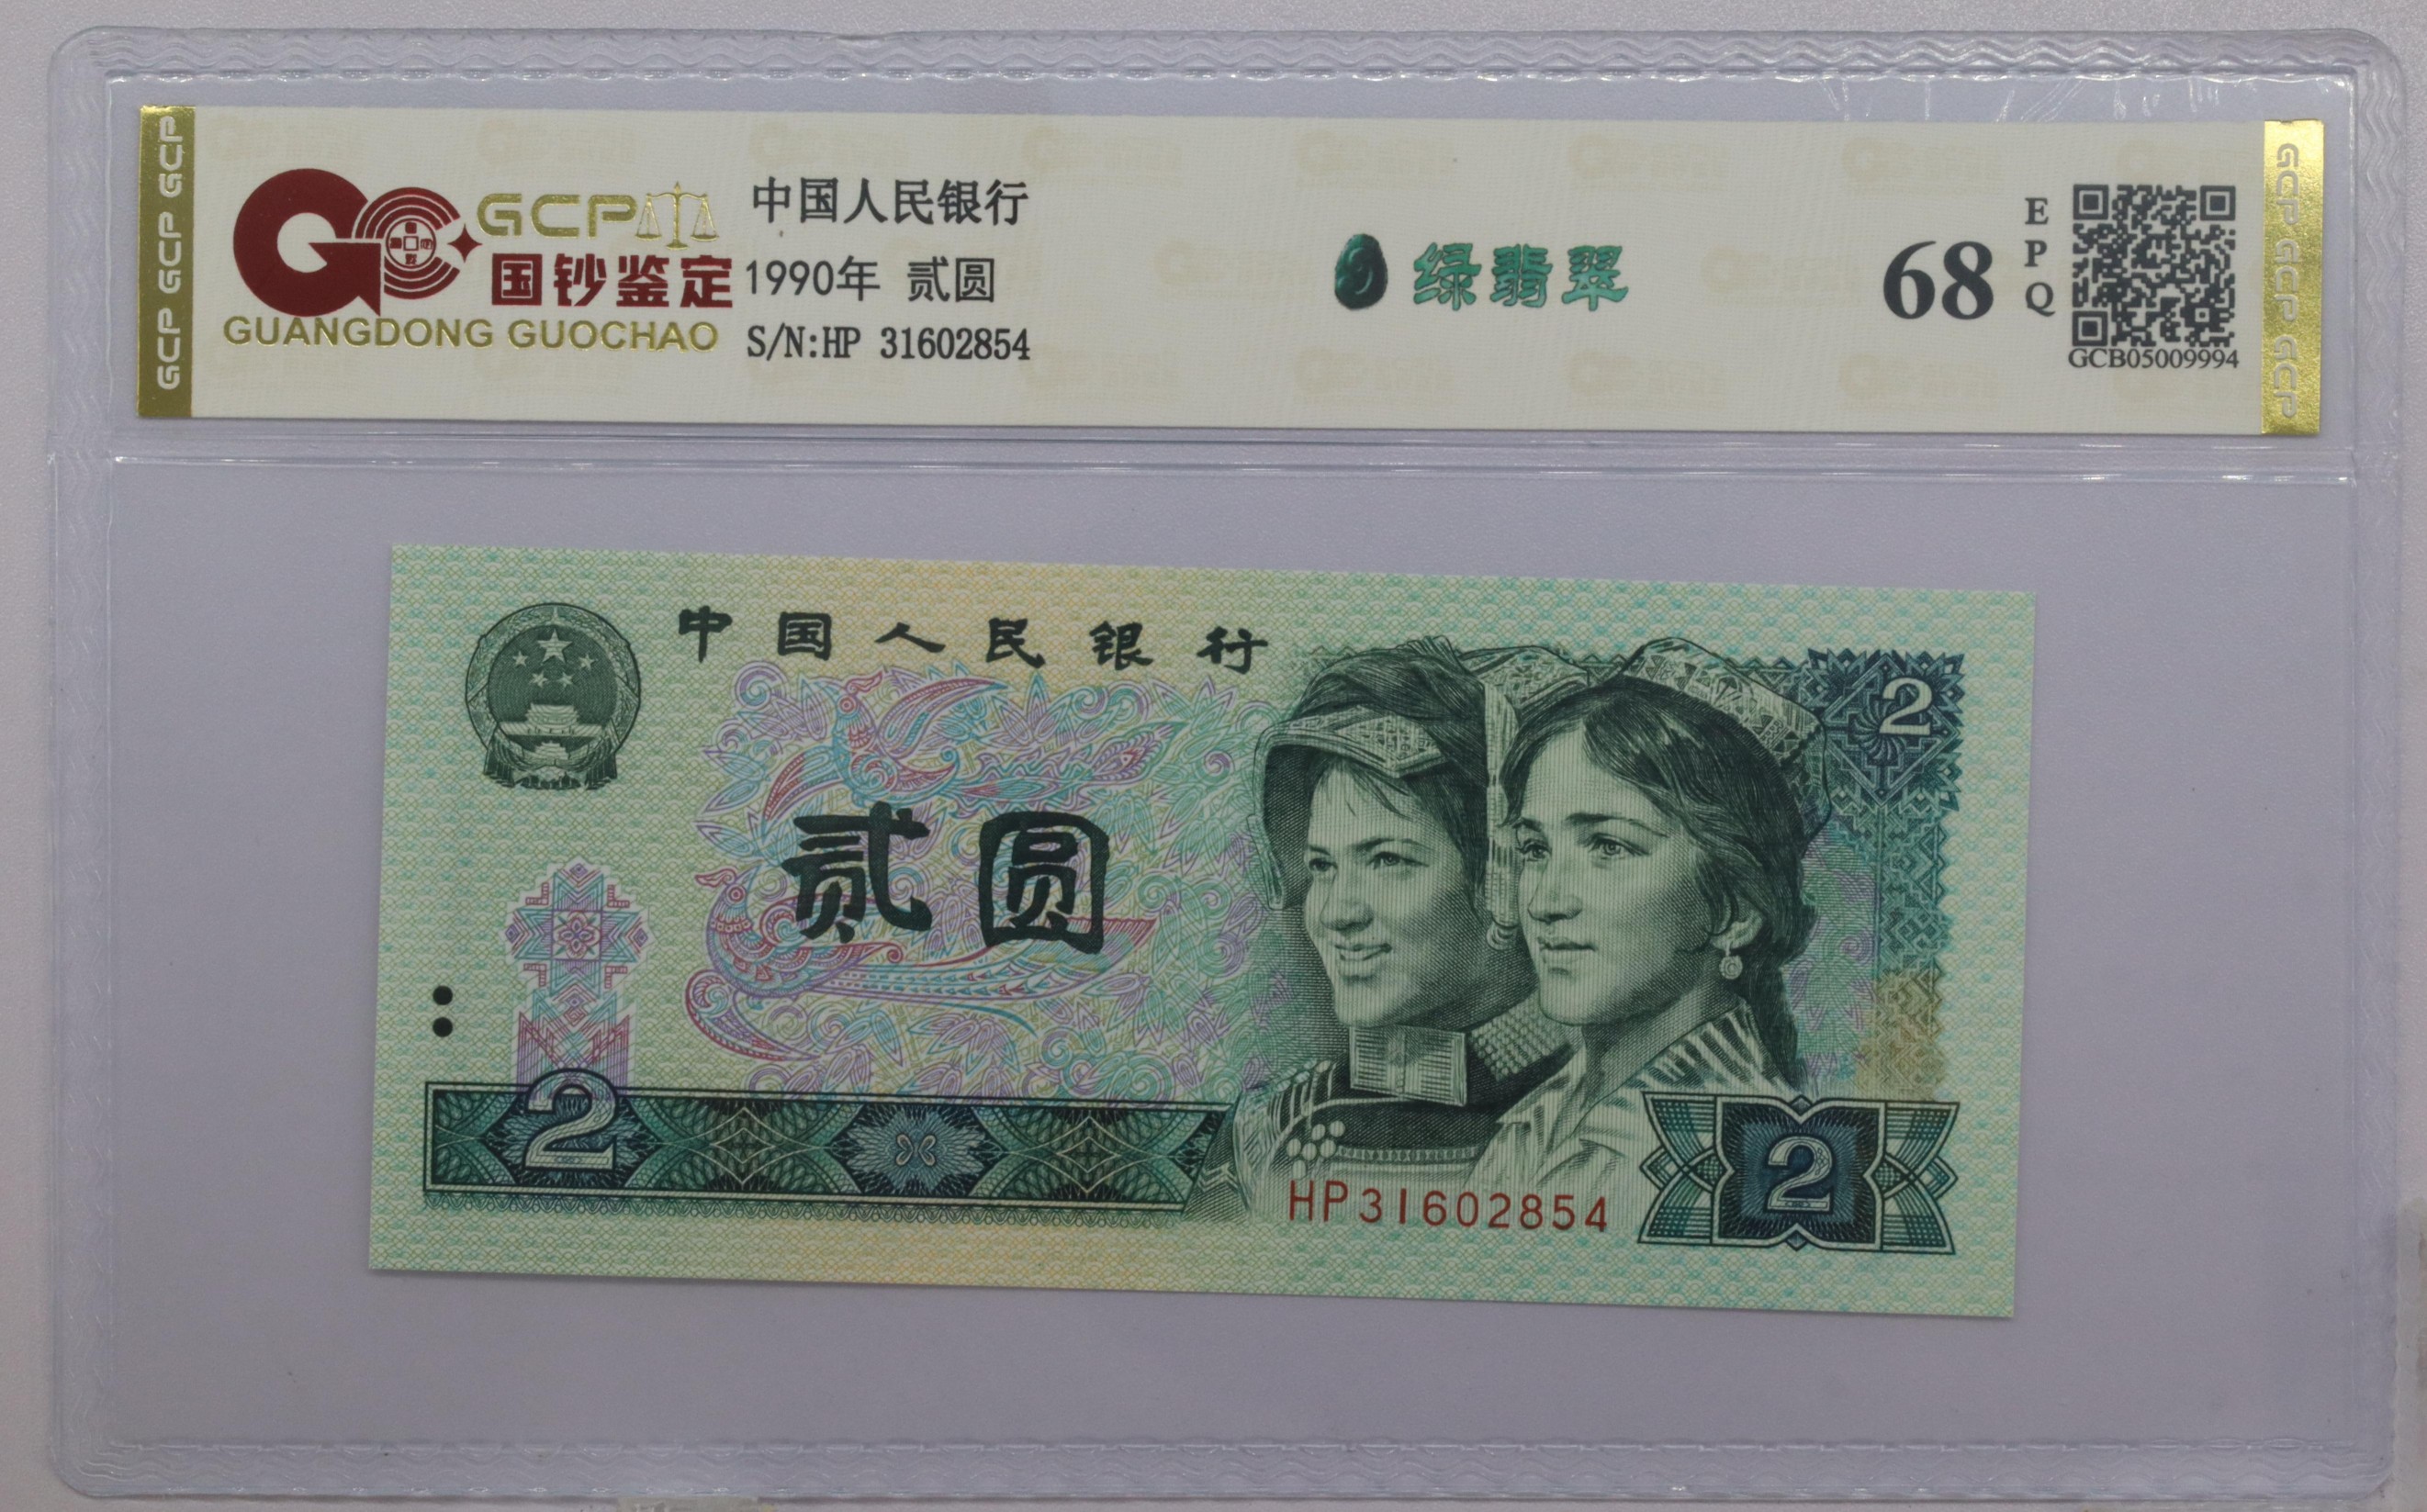 GCP GCP GCP
GCP
国钞鉴定
GUANGDONG GUOCHAO
中国人民银行
1990年 贰圆
S/N:HP 31602854
绿翡翠
68
EPQ
GCB05009994
GCP GCP GCP
中国人民银行
2
贰圆
2
2
HP31602854